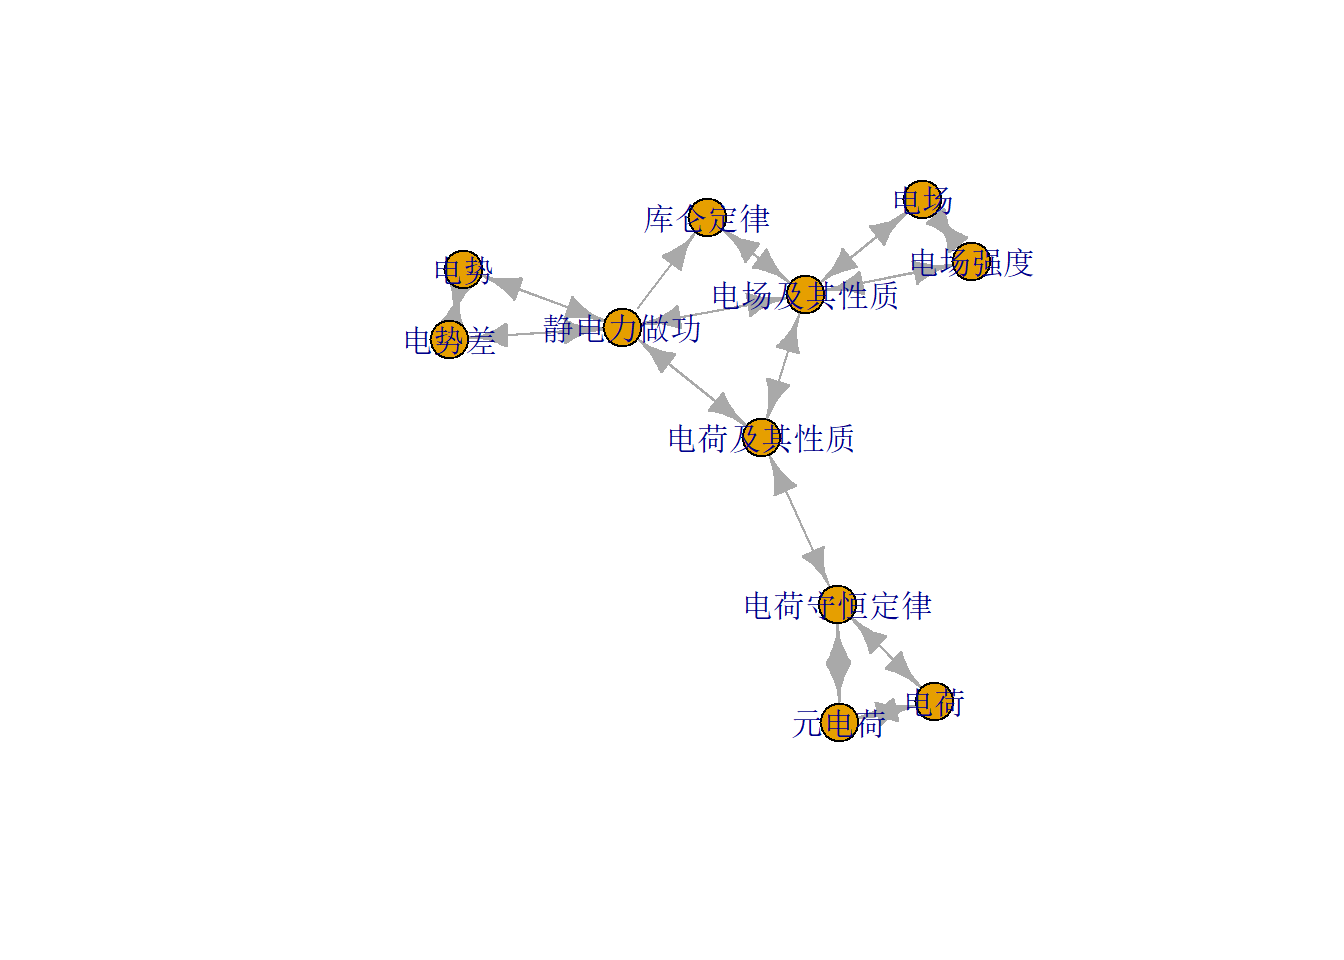 电场
库仑定律
电场强度
电势
电场及其性质
静电力做功
电势差
电荷及其性质
电荷守恒定律
电荷
元电荷